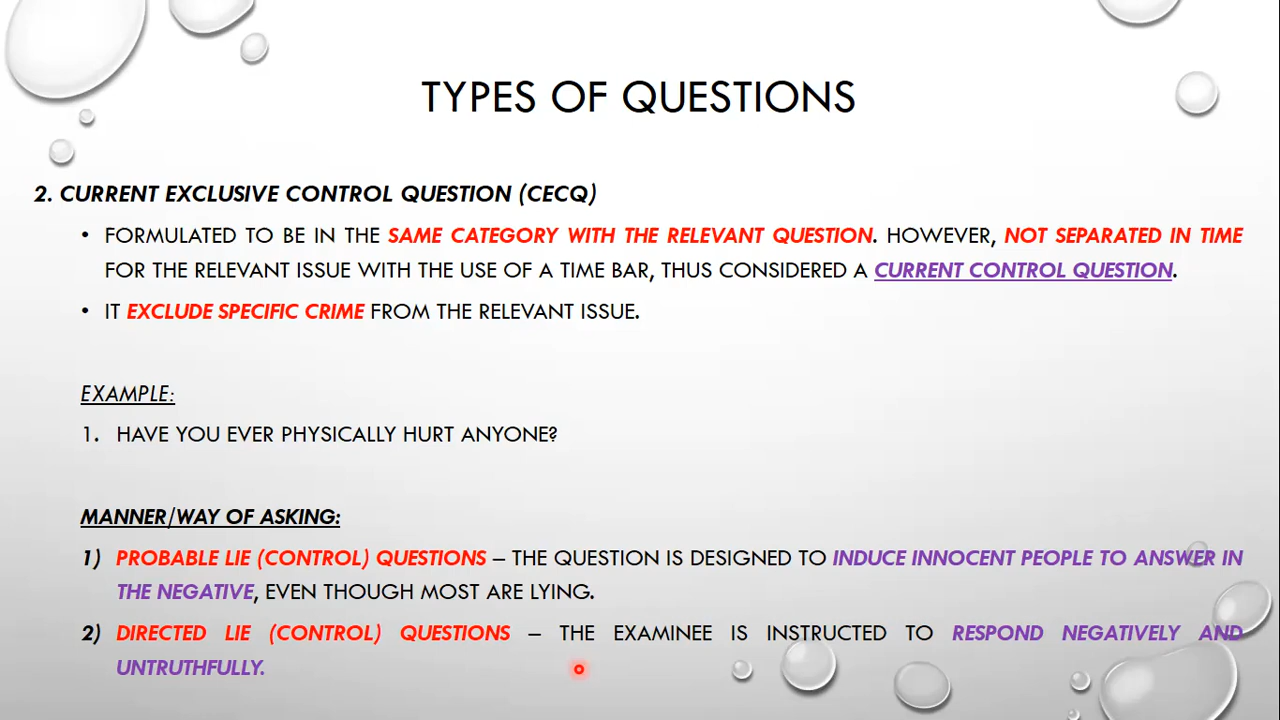 TYPES OF QUESTIONS
2. CURRENT EXCLUSIVE CONTROL QUESTION (CECQ)
• FORMULATED TO BE IN THE SAME CATEGORY WITH THE RELEVANT QUESTION. HOWEVER, NOT SEPARATED IN TIME
FOR THE RELEVANT ISSUE WITH THE USE OF A TIME BAR, THUS CONSIDERED A CURRENT CONTROL QUESTION.
• IT EXCLUDE SPECIFIC CRIME FROM THE RELEVANT ISSUE.
EXAMPLE:
1. HAVE YOU EVER PHYSICALLY HURT ANYONE?
MANNER/WAY OF ASKING:
1) PROBABLE LIE (CONTROL) QUESTIONS – THE QUESTION IS DESIGNED TO INDUCE INNOCENT PEOPLE TO ANSWER IN
THE NEGATIVE, EVEN THOUGH MOST ARE LYING.
2) DIRECTED LIE (CONTROL) QUESTIONS – THE EXAMINEE IS INSTRUCTED TO RESPOND NEGATIVELY AND
UNTRUTHFULLY.